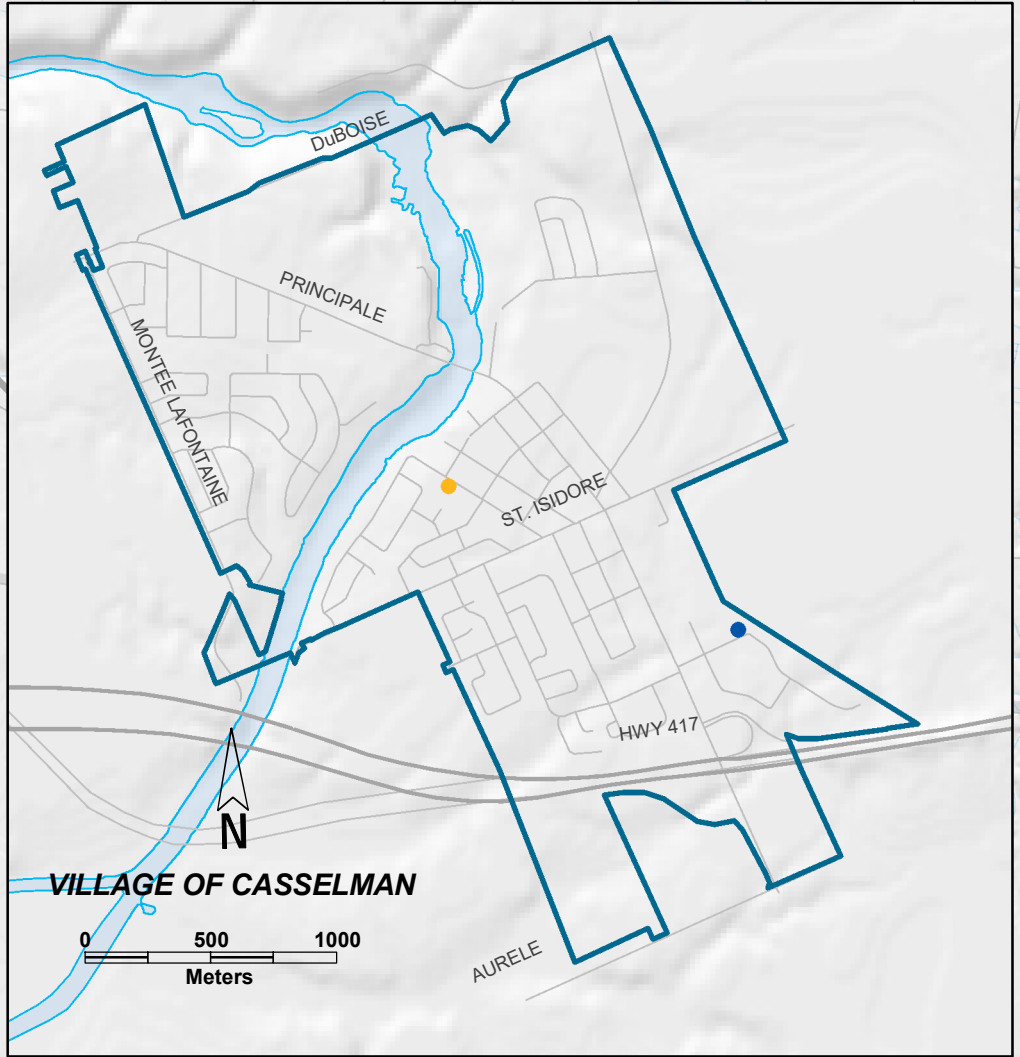 DuBOISE
PRINCIPALE
MONTEE LAFONTAINE
ST. ISIDORE
HWY 417
N
VILLAGE OF CASSELMAN
0 500 1000
Meters
AURELE